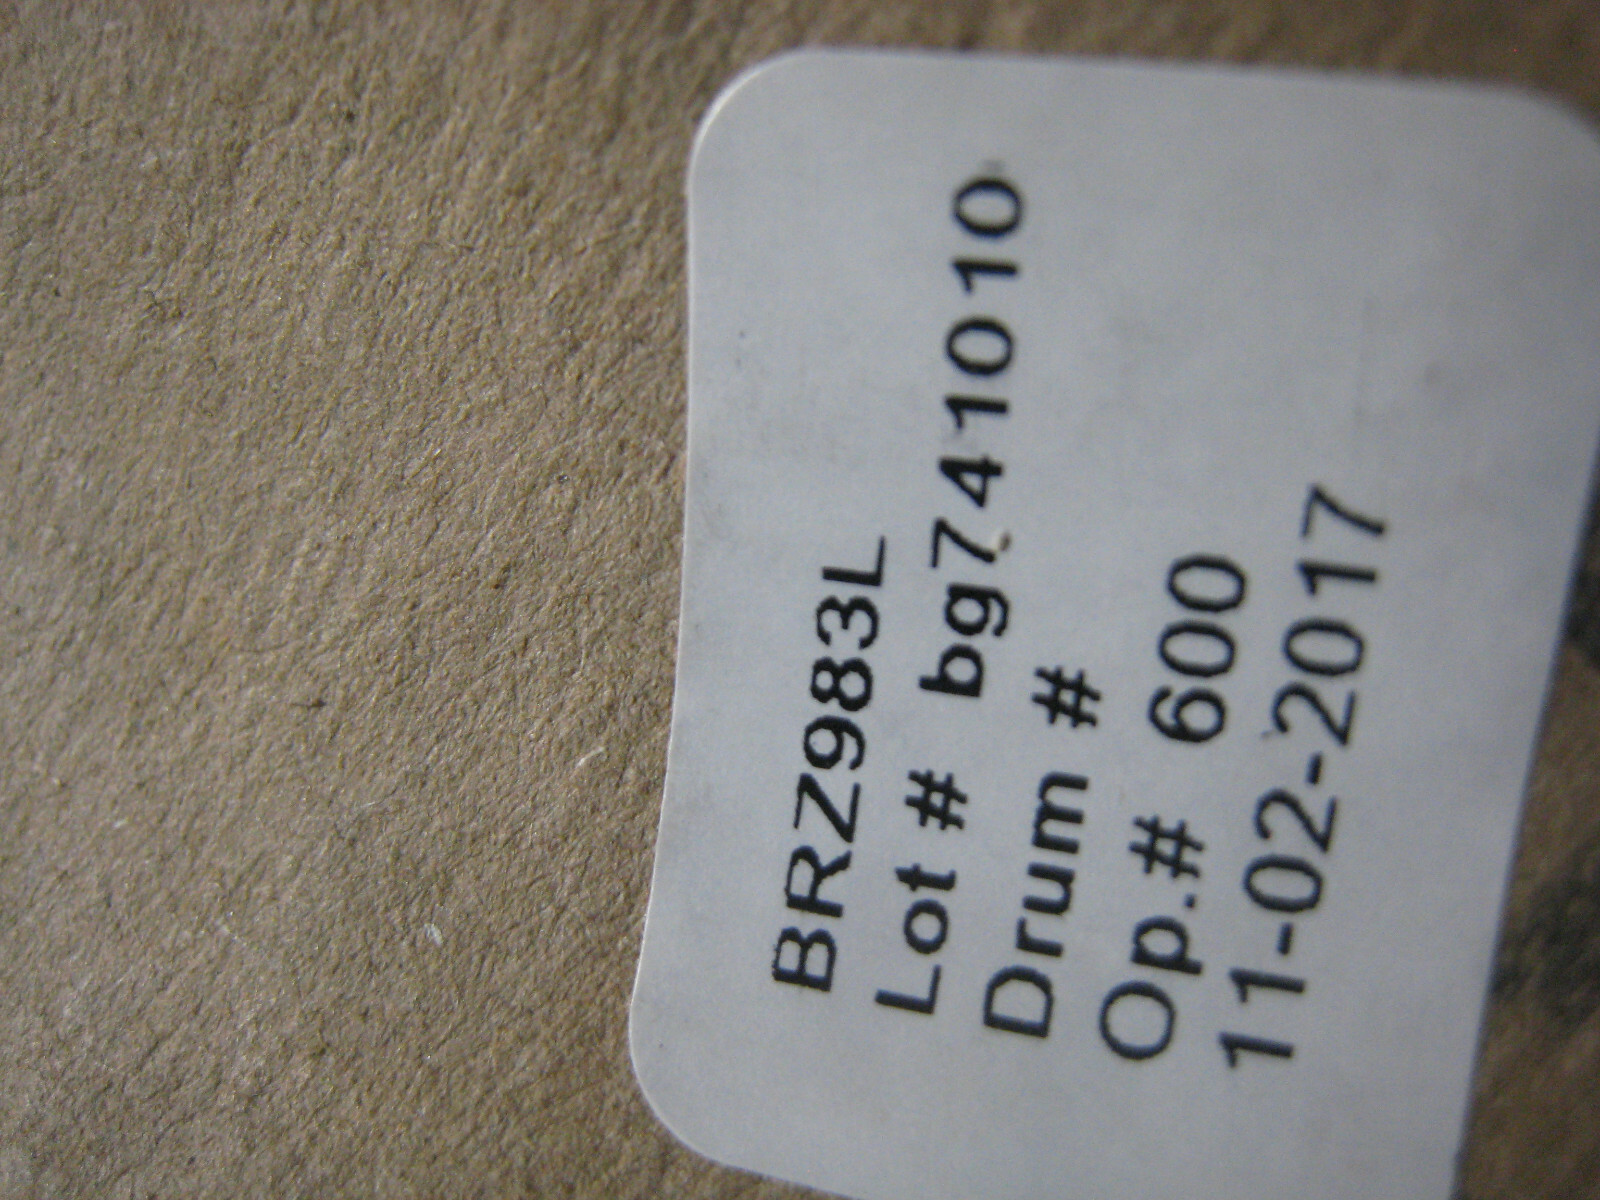 BRZ983L
Lot # bg741010
Drum #
Op.# 600
11-02-2017